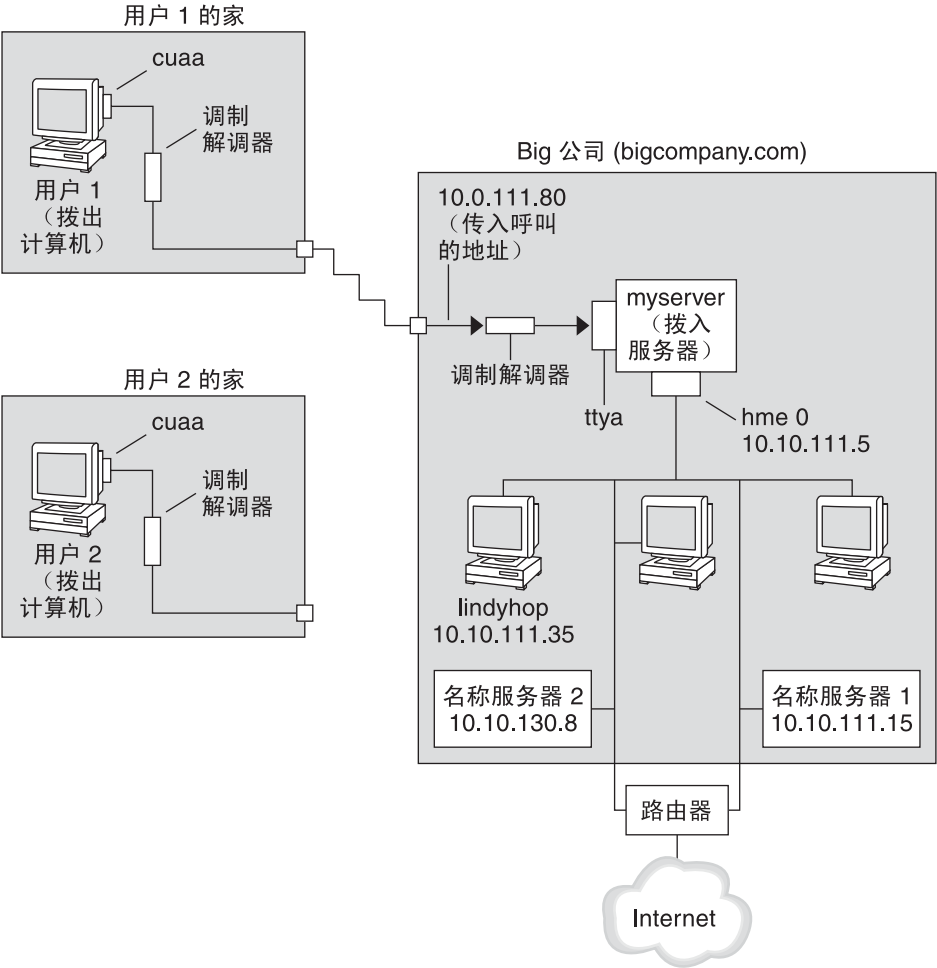 用户 1 的家
cuaa
调制
解调器
用户 1
（拨出
计算机）
Big 公司 (bigcompany.com)
10.0.111.80
（传入呼叫
的地址）
myserver
（拨入
服务器）
调制解调器
ttya
hme 0
10.10.111.5
用户 2 的家
cuaa
调制
解调器
用户 2
（拨出
计算机）
lindyhop
10.10.111.35
名称服务器 2
10.10.130.8
名称服务器 1
10.10.111.15
路由器
Internet